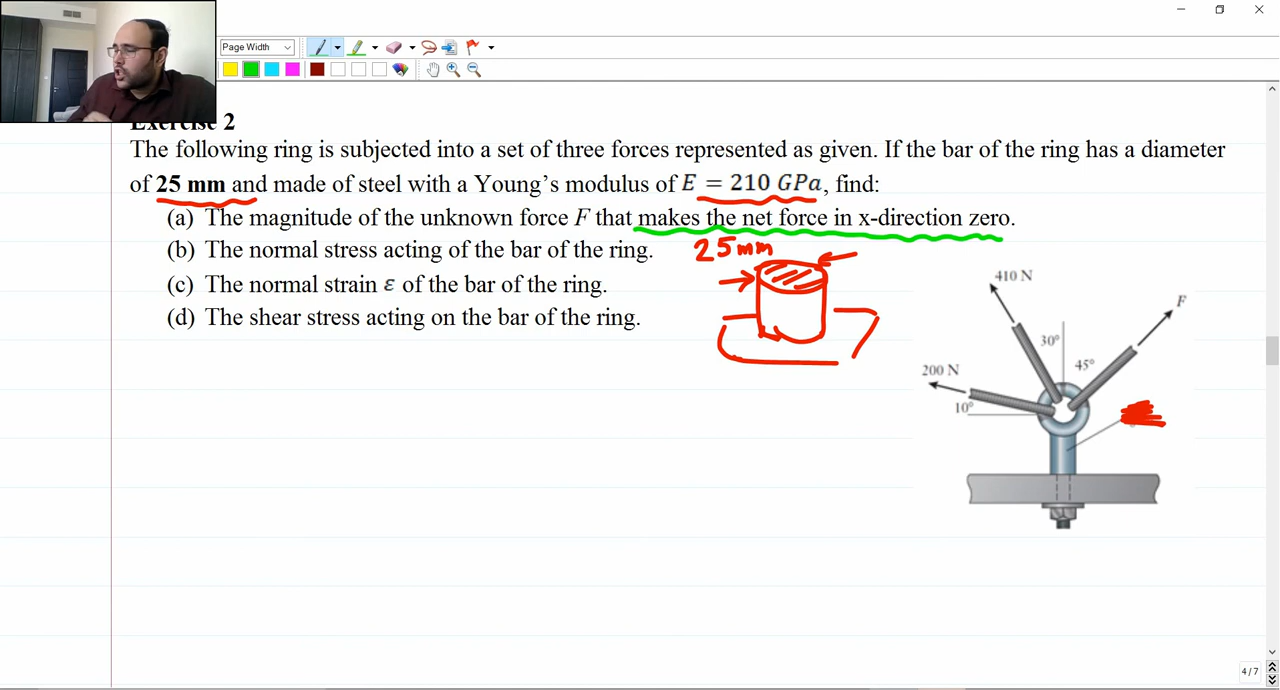 Page Width
Exercise 2
The following ring is subjected into a set of three forces represented as given. If the bar of the ring has a diameter
of 25 mm and made of steel with a Young's modulus of E = 210 GPa, find:
(a) The magnitude of the unknown force F that makes the net force in x-direction zero.
(b) The normal stress acting of the bar of the ring.
(c) The normal strain ε of the bar of the ring.
(d) The shear stress acting on the bar of the ring.
25mm
410 N
F
30°
45°
200 N
10°
4/7